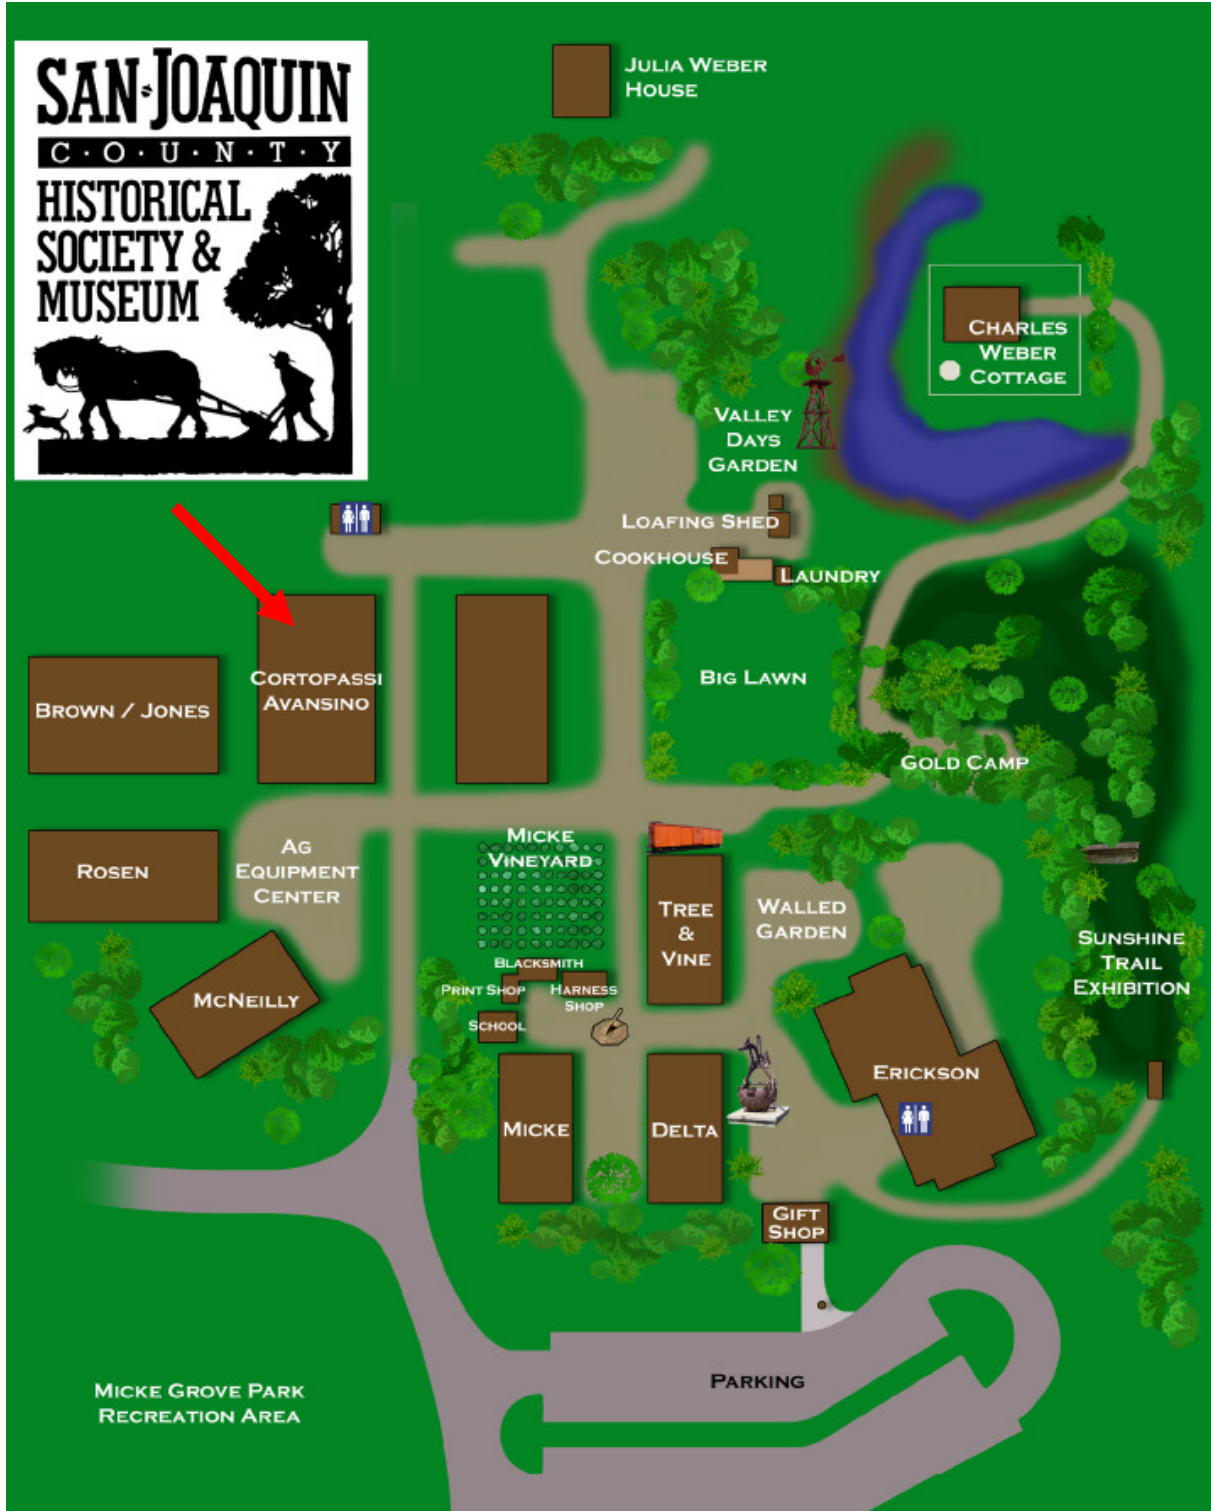 SAN JOAQUIN
C·O·U·N·T·Y
HISTORICAL
SOCIETY &
MUSEUM
JULIA WEBER
HOUSE
CHARLES
WEBER
COTTAGE
VALLEY
DAYS
GARDEN
LOAFING SHED
COOKHOUSE
LAUNDRY
CORTOPASSI
AVANSINO
BROWN / JONES
BIG LAWN
GOLD CAMP
ROSEN
AG
EQUIPMENT
CENTER
MICKE
VINEYARD
TREE
&
VINE
WALLED
GARDEN
SUNSHINE
TRAIL
EXHIBITION
MCNEILLY
BLACKSMITH
PRINT SHOP
HARNESS
SHOP
SCHOOL
ERICKSON
MICKE
DELTA
GIFT
SHOP
PARKING
MICKE GROVE PARK
RECREATION AREA